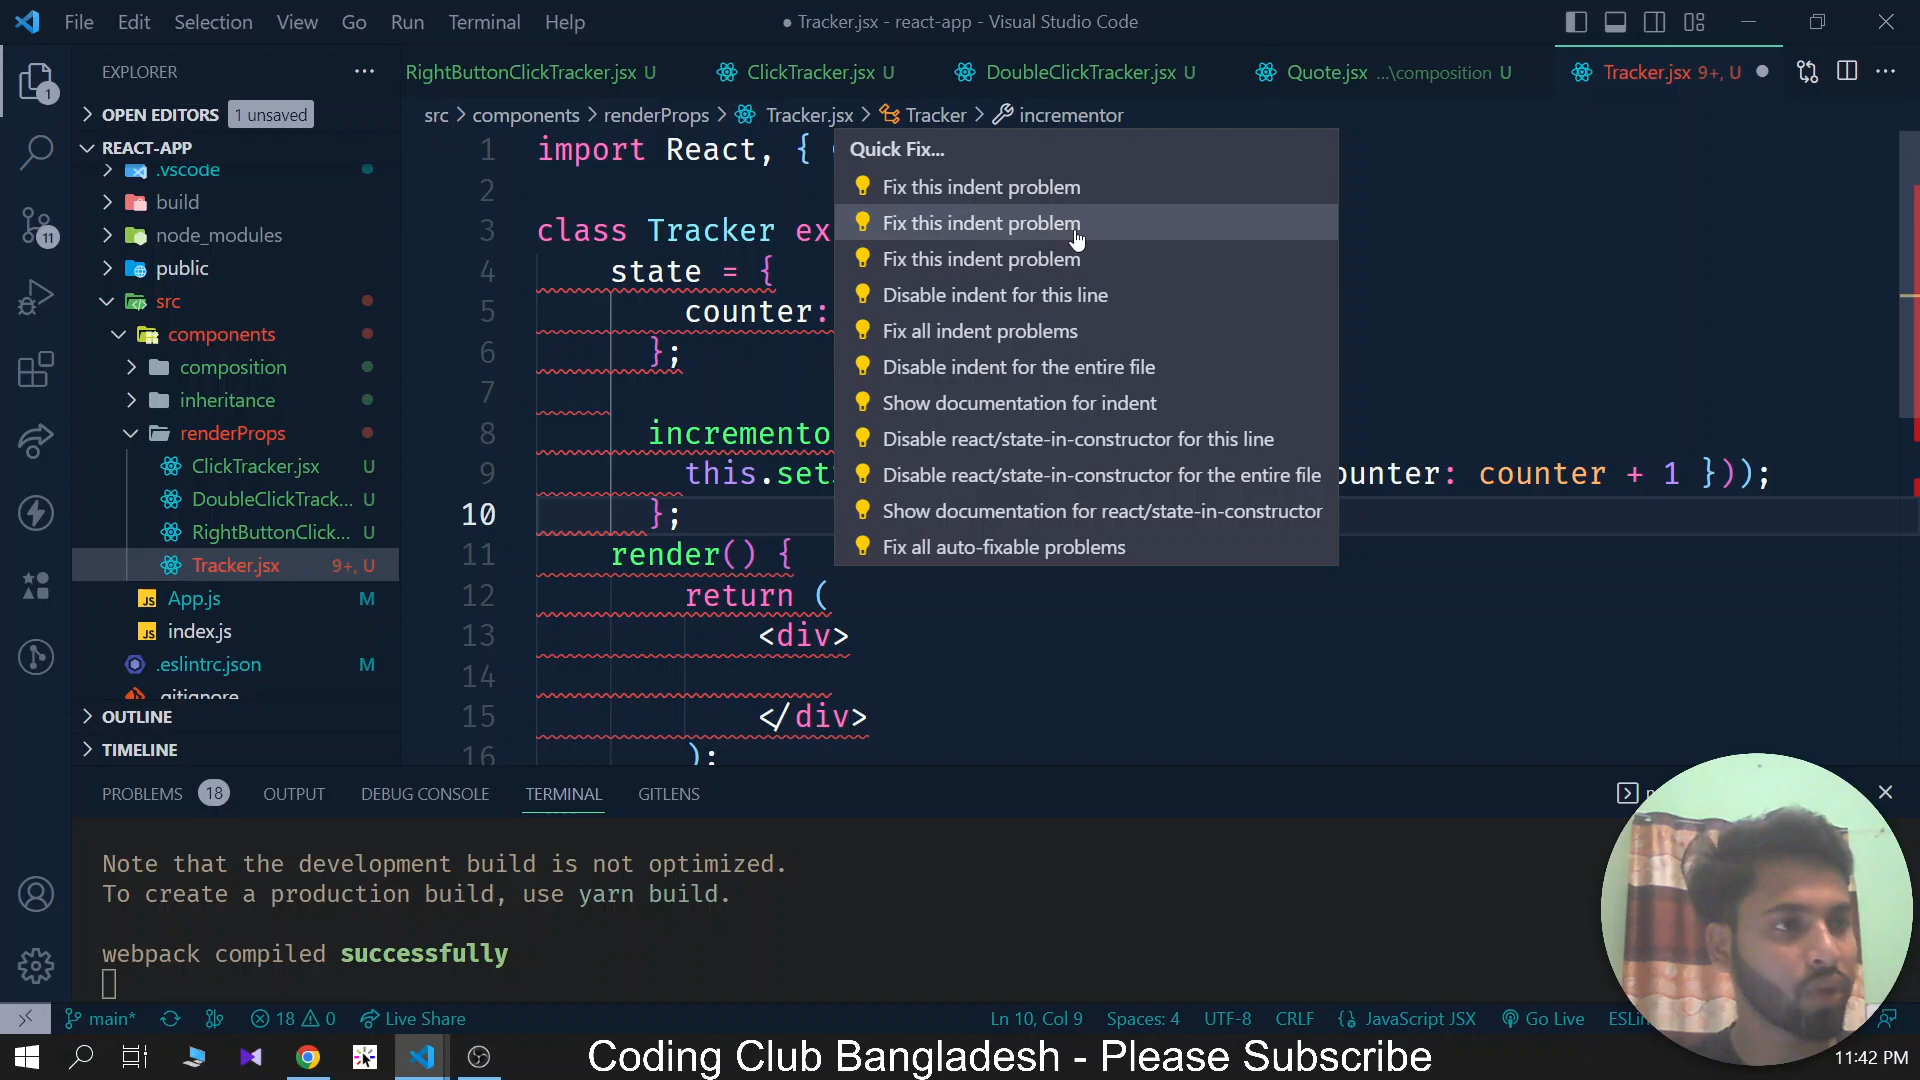 File Edit Selection View Go Run Terminal Help
● Tracker.jsx - react-app - Visual Studio Code
EXPLORER
OPEN EDITORS 1 unsaved
REACT-APP
.vscode
build
node_modules
public
src
components
composition
inheritance
renderProps
ClickTracker.jsx U
DoubleClickTrack... U
RightButtonClick... U
Tracker.jsx 9+, U
JS App.js M
JS index.js
.eslintrc.json M
.gitignore
OUTLINE
TIMELINE
1
11
RightButtonClickTracker.jsx U
ClickTracker.jsx U
DoubleClickTracker.jsx U
Quote.jsx ...\composition U
Tracker.jsx 9+, U
src > components > renderProps > Tracker.jsx > Tracker > incrementor
1 import React, {
2
3 class Tracker ex
4 state = {
5 counter:
6 };
7
8 incremento
9 this.set
ounter: counter + 1 }));
10 };
11 render() {
12 return (
13 <div>
14
15 </div>
16 );
Quick Fix...
Fix this indent problem
Fix this indent problem
Fix this indent problem
Disable indent for this line
Fix all indent problems
Disable indent for the entire file
Show documentation for indent
Disable react/state-in-constructor for this line
Disable react/state-in-constructor for the entire file
Show documentation for react/state-in-constructor
Fix all auto-fixable problems
PROBLEMS 18 OUTPUT DEBUG CONSOLE TERMINAL GITLENS
Note that the development build is not optimized.
To create a production build, use yarn build.
webpack compiled successfully
main* 18 0 Live Share
Ln 10, Col 9 Spaces: 4 UTF-8 CRLF JavaScript JSX Go Live
Coding Club Bangladesh - Please Subscribe
11:42 PM